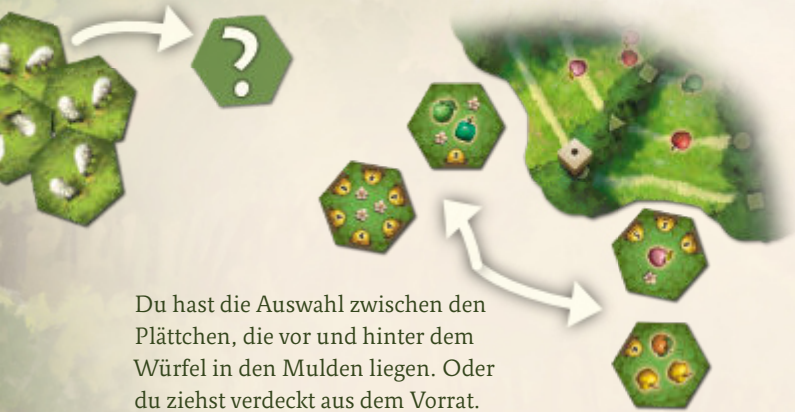 ?
Du hast die Auswahl zwischen den
Plättchen, die vor und hinter dem
Würfel in den Mulden liegen. Oder
du ziehst verdeckt aus dem Vorrat.